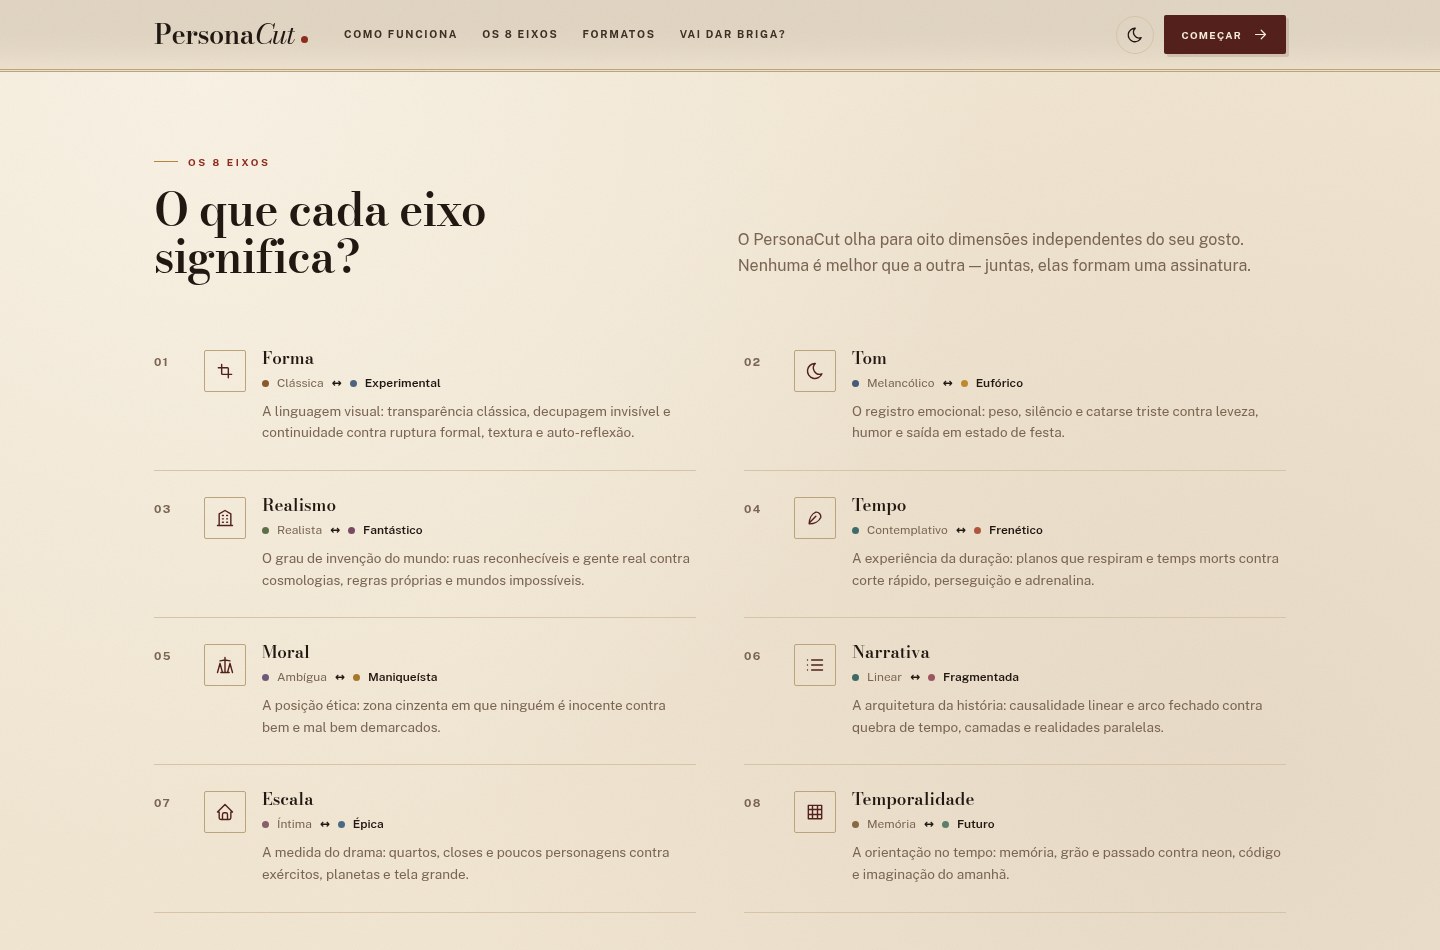 PersonaCut
COMO FUNCIONA
OS 8 EIXOS
FORMATOS
VAI DAR BRIGA?
COMEÇAR →
OS 8 EIXOS
O que cada eixo
significa?
O PersonaCut olha para oito dimensões independentes do seu gosto.
Nenhuma é melhor que a outra — juntas, elas formam uma assinatura.
01
Forma
Clássica ↔ Experimental
A linguagem visual: transparência clássica, decupagem invisível e
continuidade contra ruptura formal, textura e auto-reflexão.
02
Tom
Melancólico ↔ Eufórico
O registro emocional: peso, silêncio e catarse triste contra leveza,
humor e saída em estado de festa.
03
Realismo
Realista ↔ Fantástico
O grau de invenção do mundo: ruas reconhecíveis e gente real contra
cosmologias, regras próprias e mundos impossíveis.
04
Tempo
Contemplativo ↔ Frenético
A experiência da duração: planos que respiram e temps morts contra
corte rápido, perseguição e adrenalina.
05
Moral
Ambígua ↔ Maniqueísta
A posição ética: zona cinzenta em que ninguém é inocente contra
bem e mal bem demarcados.
06
Narrativa
Linear ↔ Fragmentada
A arquitetura da história: causalidade linear e arco fechado contra
quebra de tempo, camadas e realidades paralelas.
07
Escala
Íntima ↔ Épica
A medida do drama: quartos, closes e poucos personagens contra
exércitos, planetas e tela grande.
08
Temporalidade
Memória ↔ Futuro
A orientação no tempo: memória, grão e passado contra neon, código
e imaginação do amanhã.